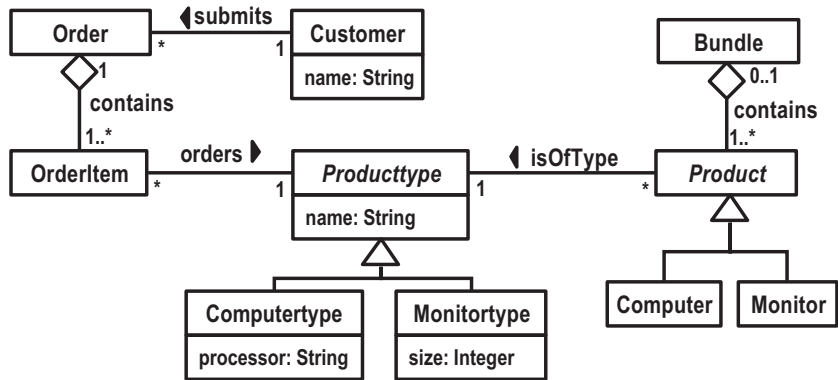 Order
submits
*
1
Customer
name: String
Bundle
1
contains
1..*
0..1
contains
1..*
OrderItem
*
orders
1
Producttype
name: String
1
isOfType
*
Product
Computertype
processor: String
Monitortype
size: Integer
Computer
Monitor